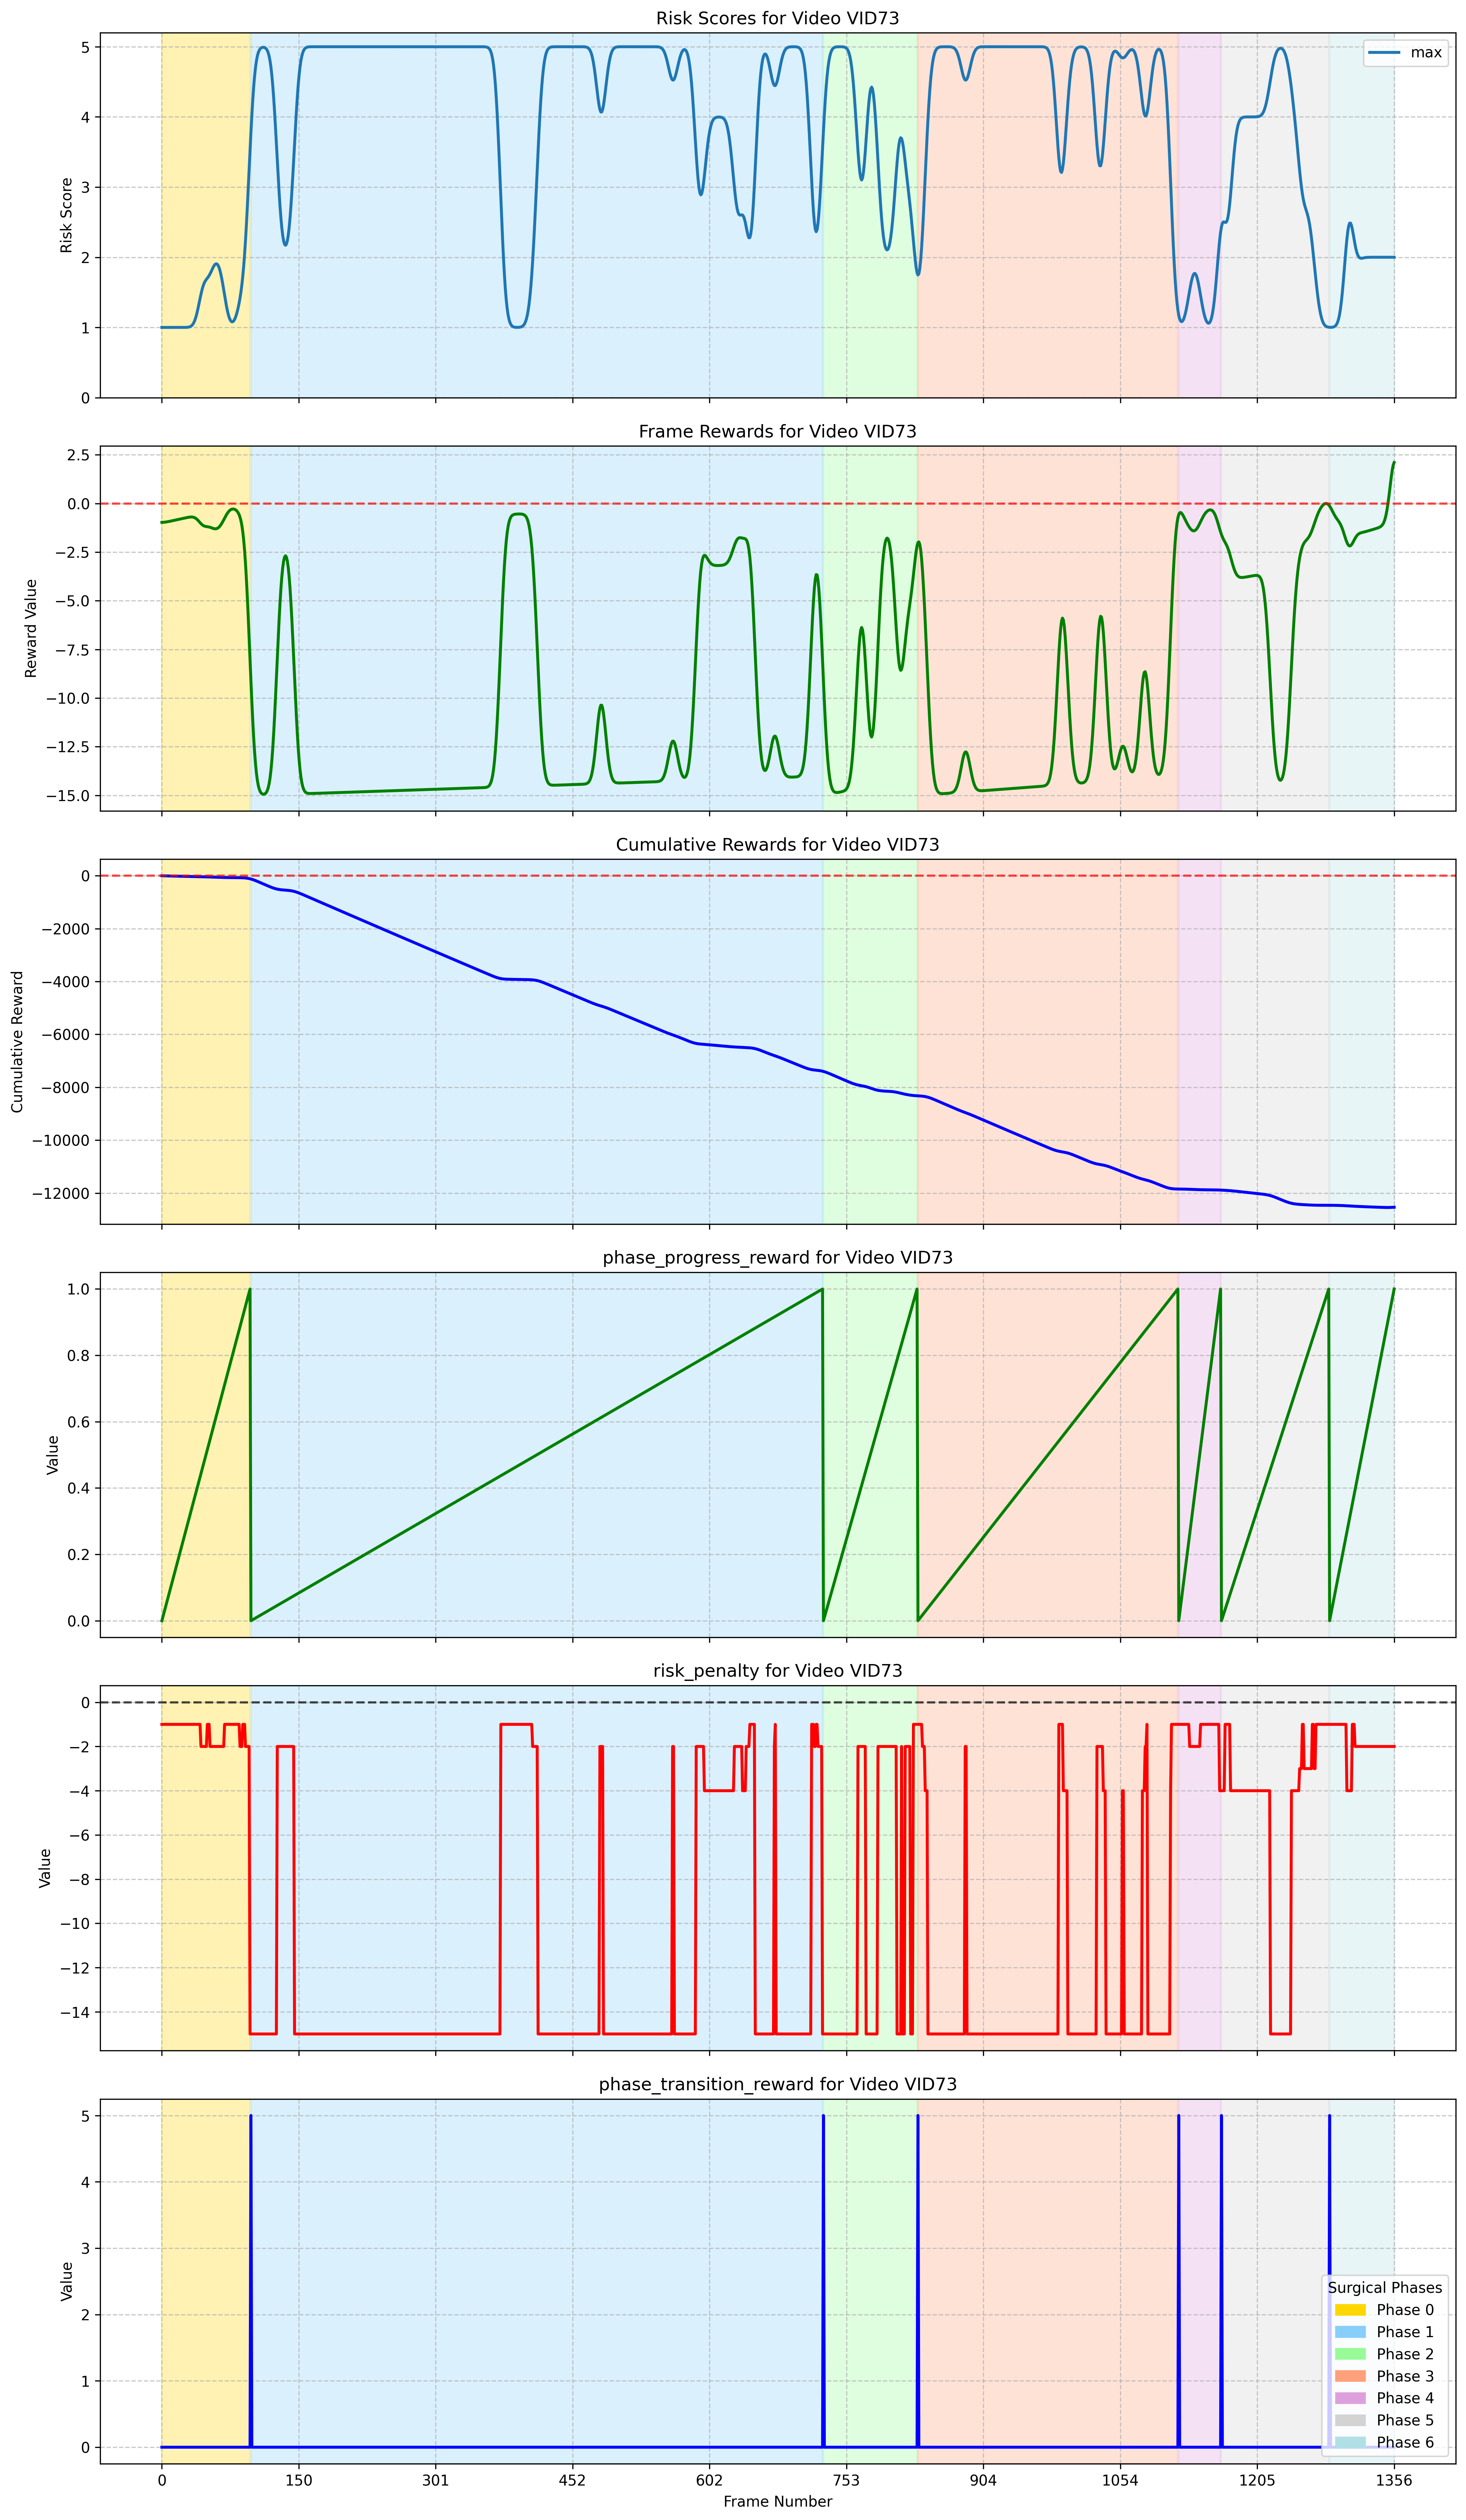 Risk Scores for Video VID73
5
4
3
2
1
0
Risk Score
max
Frame Rewards for Video VID73
2.5
0.0
−2.5
−5.0
−7.5
−10.0
−12.5
−15.0
Reward Value
Cumulative Rewards for Video VID73
0
−2000
−4000
−6000
−8000
−10000
−12000
Cumulative Reward
phase_progress_reward for Video VID73
1.0
0.8
0.6
0.4
0.2
0.0
Value
risk_penalty for Video VID73
0
−2
−4
−6
−8
−10
−12
−14
Value
phase_transition_reward for Video VID73
5
4
3
2
1
0
Value
Surgical Phases
Phase 0
Phase 1
Phase 2
Phase 3
Phase 4
Phase 5
Phase 6
0 150 301 452 602 753 904 1054 1205 1356
Frame Number